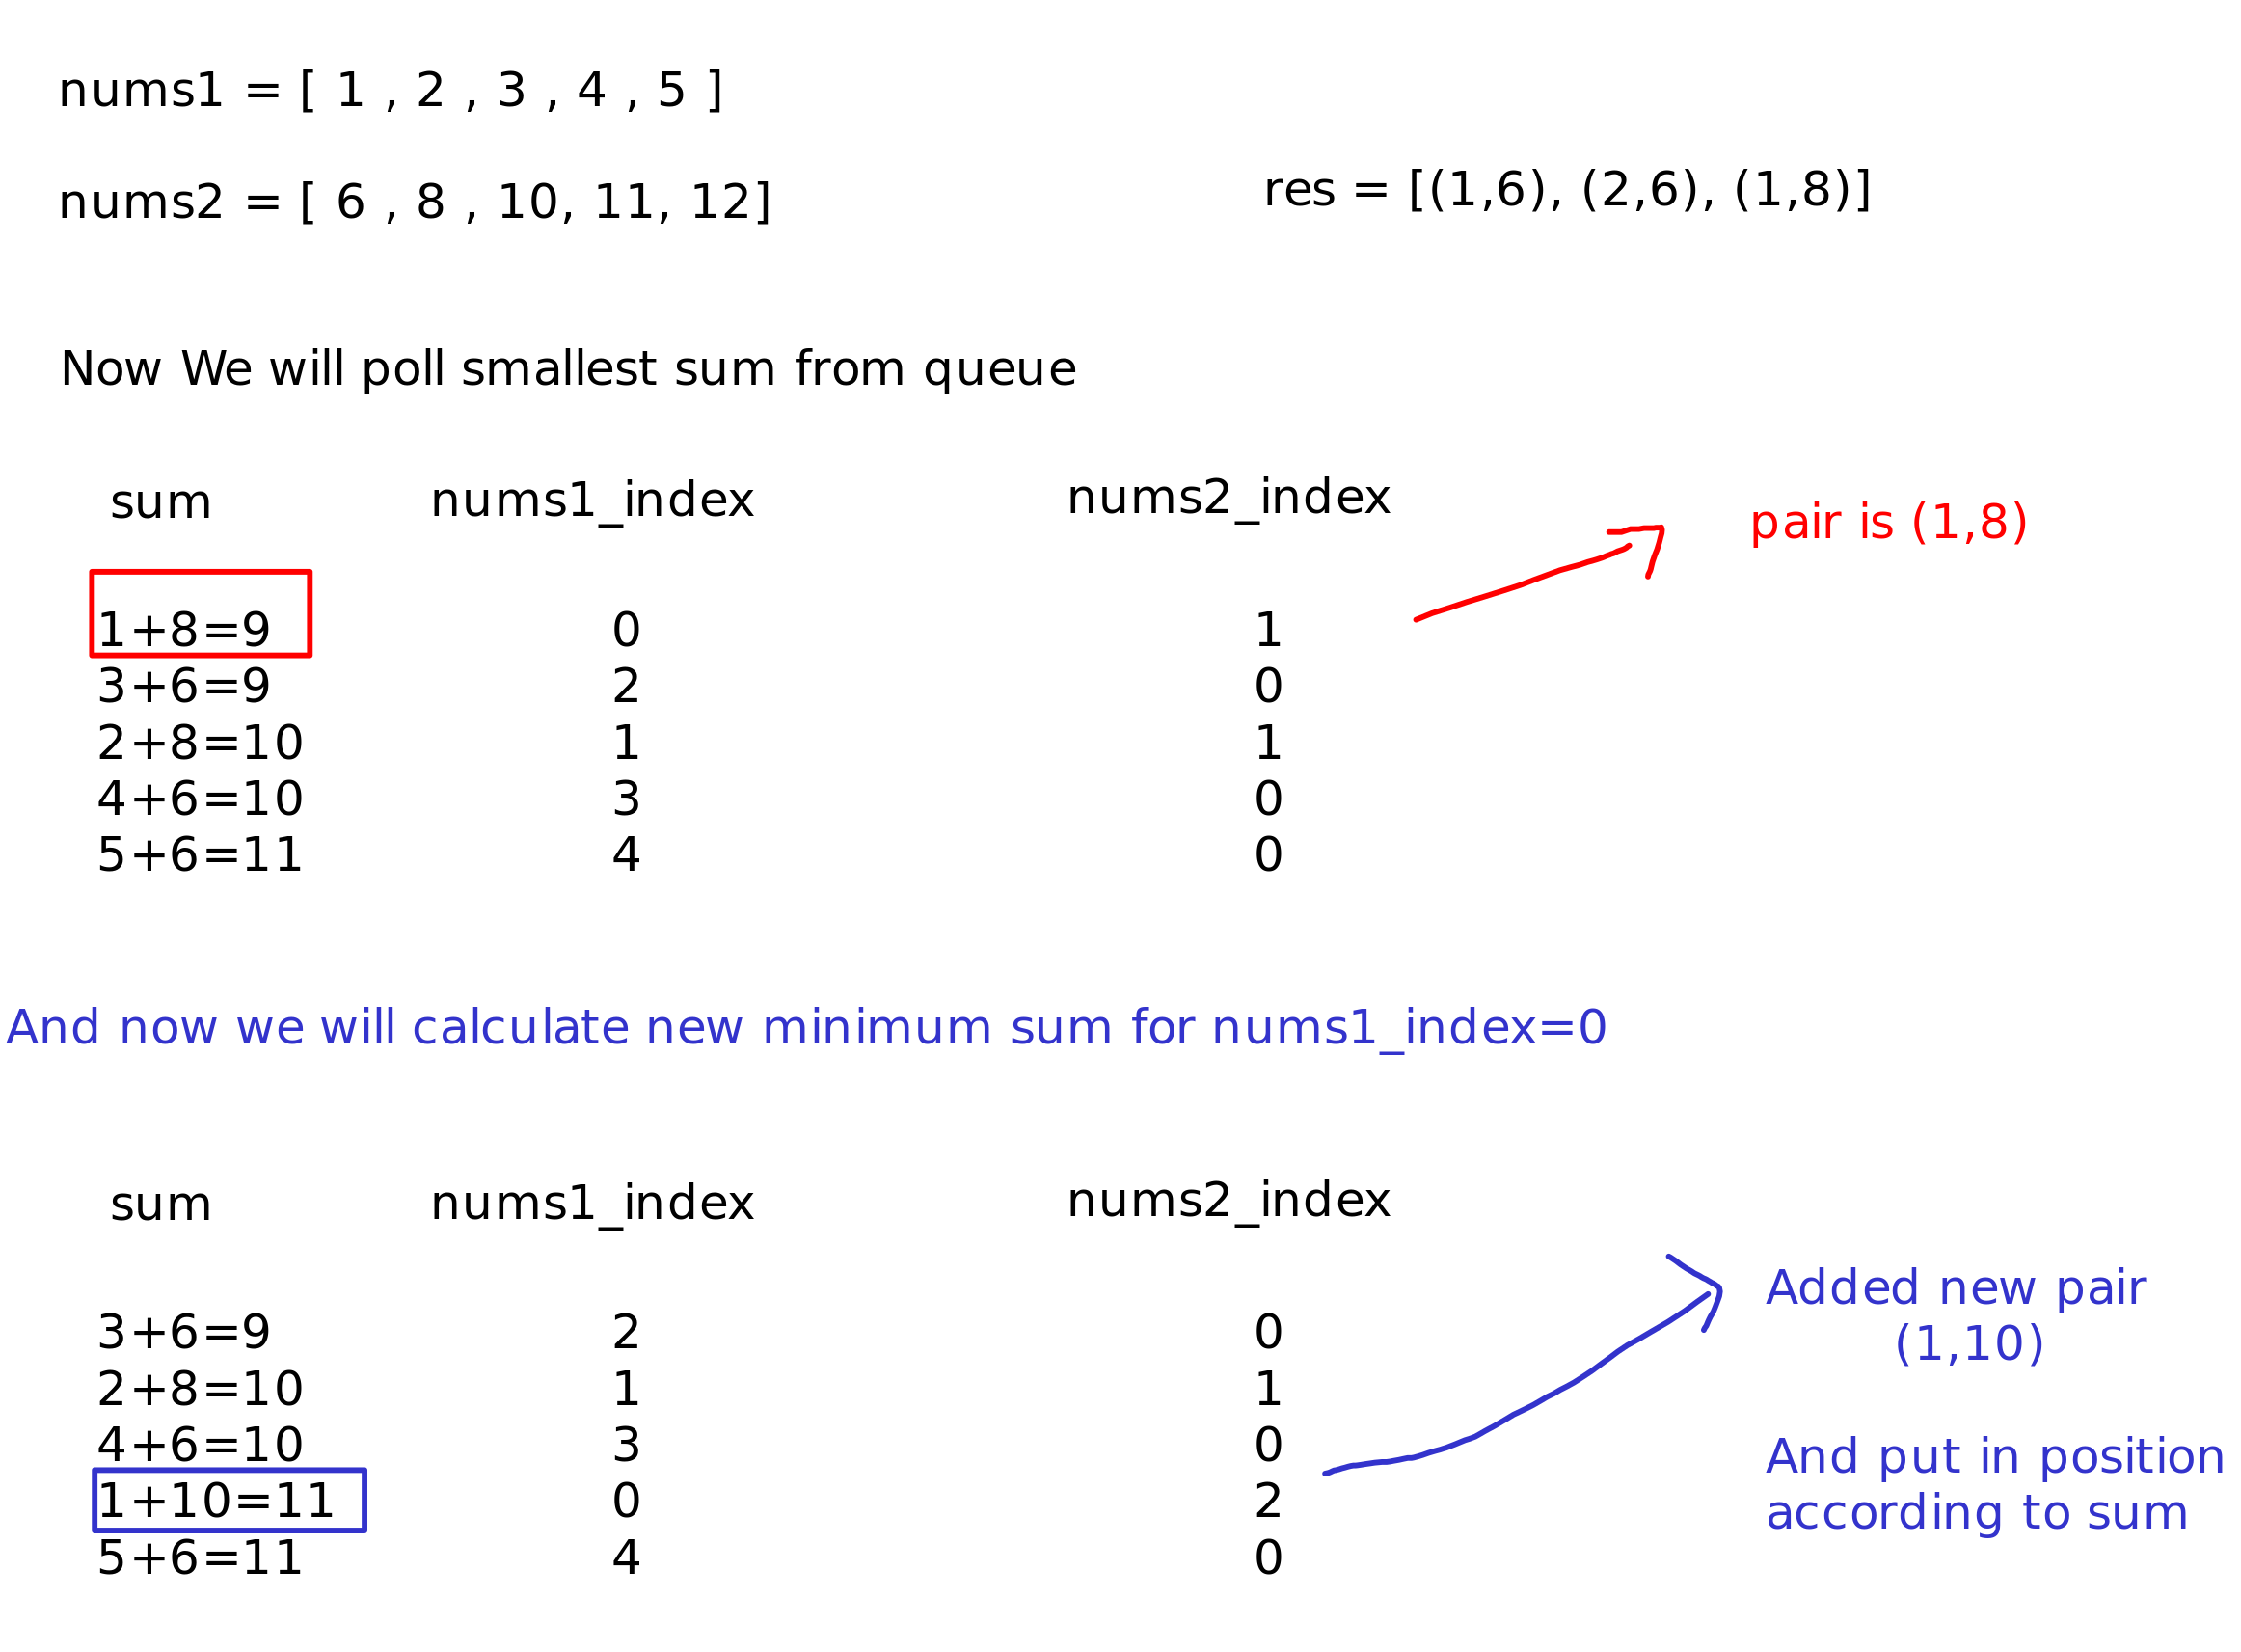 nums1 = [ 1 , 2 , 3 , 4 , 5 ]
nums2 = [ 6 , 8 , 10, 11, 12]
res = [(1,6), (2,6), (1,8)]
Now We will poll smallest sum from queue
sum nums1_index nums2_index
pair is (1,8)
1+8=9 0 1
3+6=9 2 0
2+8=10 1 1
4+6=10 3 0
5+6=11 4 0
And now we will calculate new minimum sum for nums1_index=0
sum nums1_index nums2_index
3+6=9 2 0
2+8=10 1 1
4+6=10 3 0
1+10=11 0 2
5+6=11 4 0
Added new pair
(1,10)
And put in position
according to sum